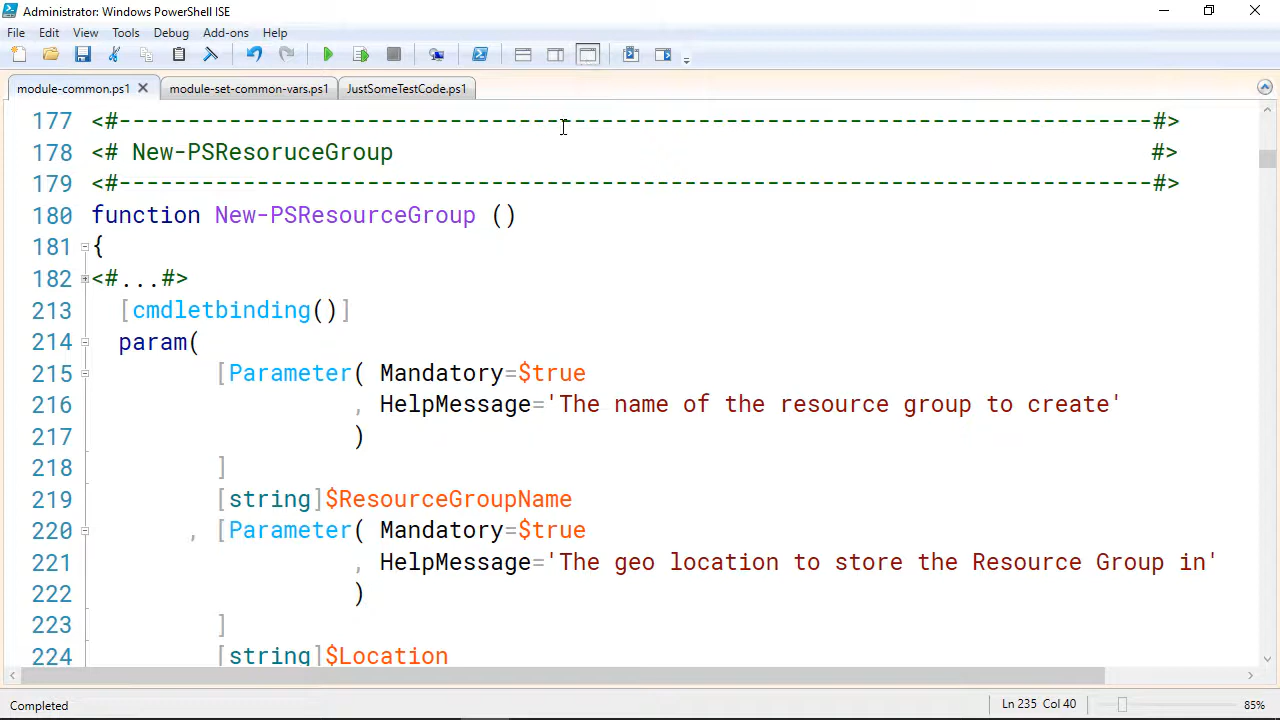 Administrator: Windows PowerShell ISE
File Edit View Tools Debug Add-ons Help
module-common.ps1 module-set-common-vars.ps1 JustSomeTestCode.ps1
177 <#---------------------------------------------------------------------------#>
178 <# New-PSResoruceGroup #>
179 <#---------------------------------------------------------------------------#>
180 function New-PSResourceGroup ()
181 {
182 <#...#>
213 [cmdletbinding()]
214 param(
215 [Parameter( Mandatory=$true
216 , HelpMessage='The name of the resource group to create'
217 )
218 ]
219 [string]$ResourceGroupName
220 , [Parameter( Mandatory=$true
221 , HelpMessage='The geo location to store the Resource Group in'
222 )
223 ]
224 [string]$Location
Completed Ln 235 Col 40 85%